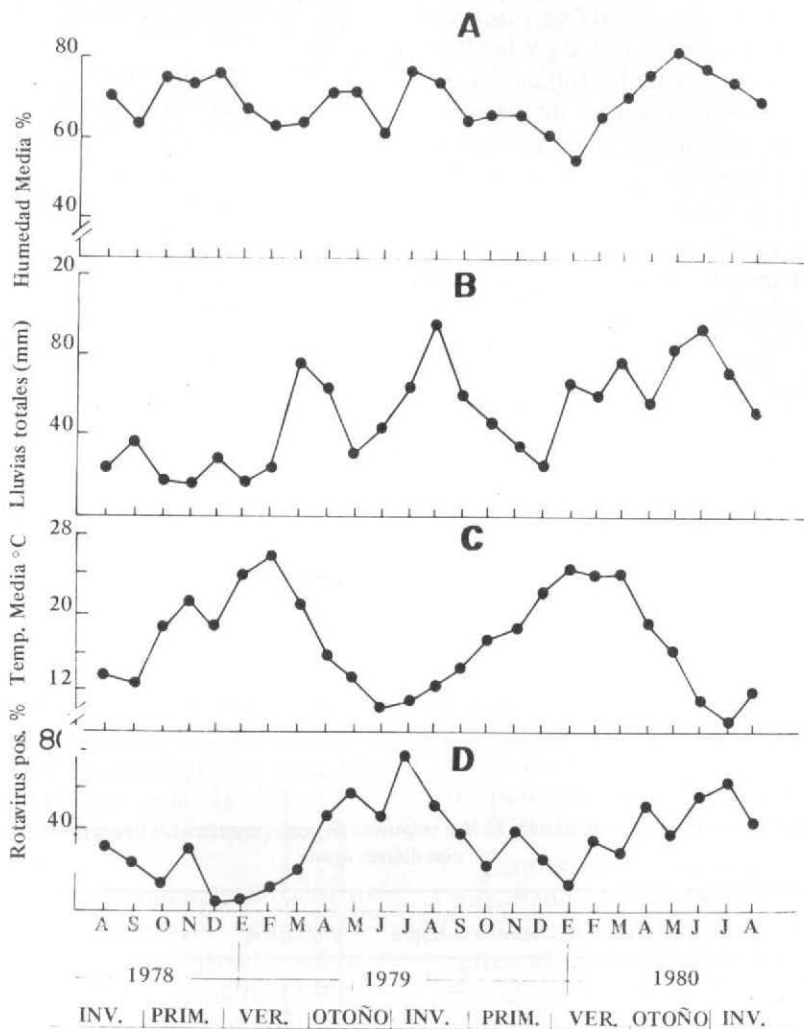 A
Humedad Media %
80
60
40
B
Lluvias totales (mm)
20
80
40
C
Temp. Media °C
28
20
12
D
Rotavirus pos. %
80
40
A S O N D E F M A M J J A S O N D E F M A M J J A
1978 1979 1980
INV. PRIM. VER. OTOÑO INV. PRIM. VER. OTOÑO INV.